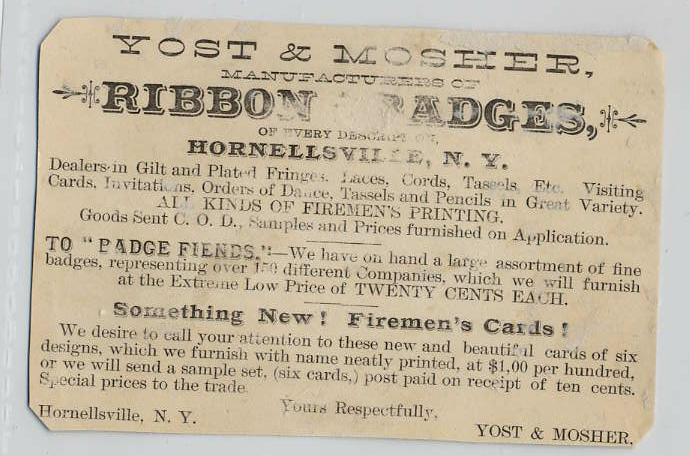 YOST & MOSHER,
MANUFACTURERS OF
RIBBON BADGES,
OF EVERY DESCRIPTION,
HORNELLSVILLE, N. Y.
Dealers in Gilt and Plated Fringes, Laces, Cords, Tassels, Etc. Visiting
Cards, Invitations, Orders of Dance, Tassels and Pencils in Great Variety.
ALL KINDS OF FIREMEN'S PRINTING.
Goods Sent C. O. D., Samples and Prices furnished on Application.
TO "BADGE FIENDS."—We have on hand a large assortment of fine
badges, representing over 150 different Companies, which we will furnish
at the Extreme Low Price of TWENTY CENTS EACH.
Something New! Firemen's Cards!
We desire to call your attention to these new and beautiful cards of six
designs, which we furnish with name neatly printed, at $1,00 per hundred,
or we will send a sample set, (six cards,) post paid on receipt of ten cents.
Special prices to the trade.
Yours Respectfully,
Hornellsville, N. Y.
YOST & MOSHER.